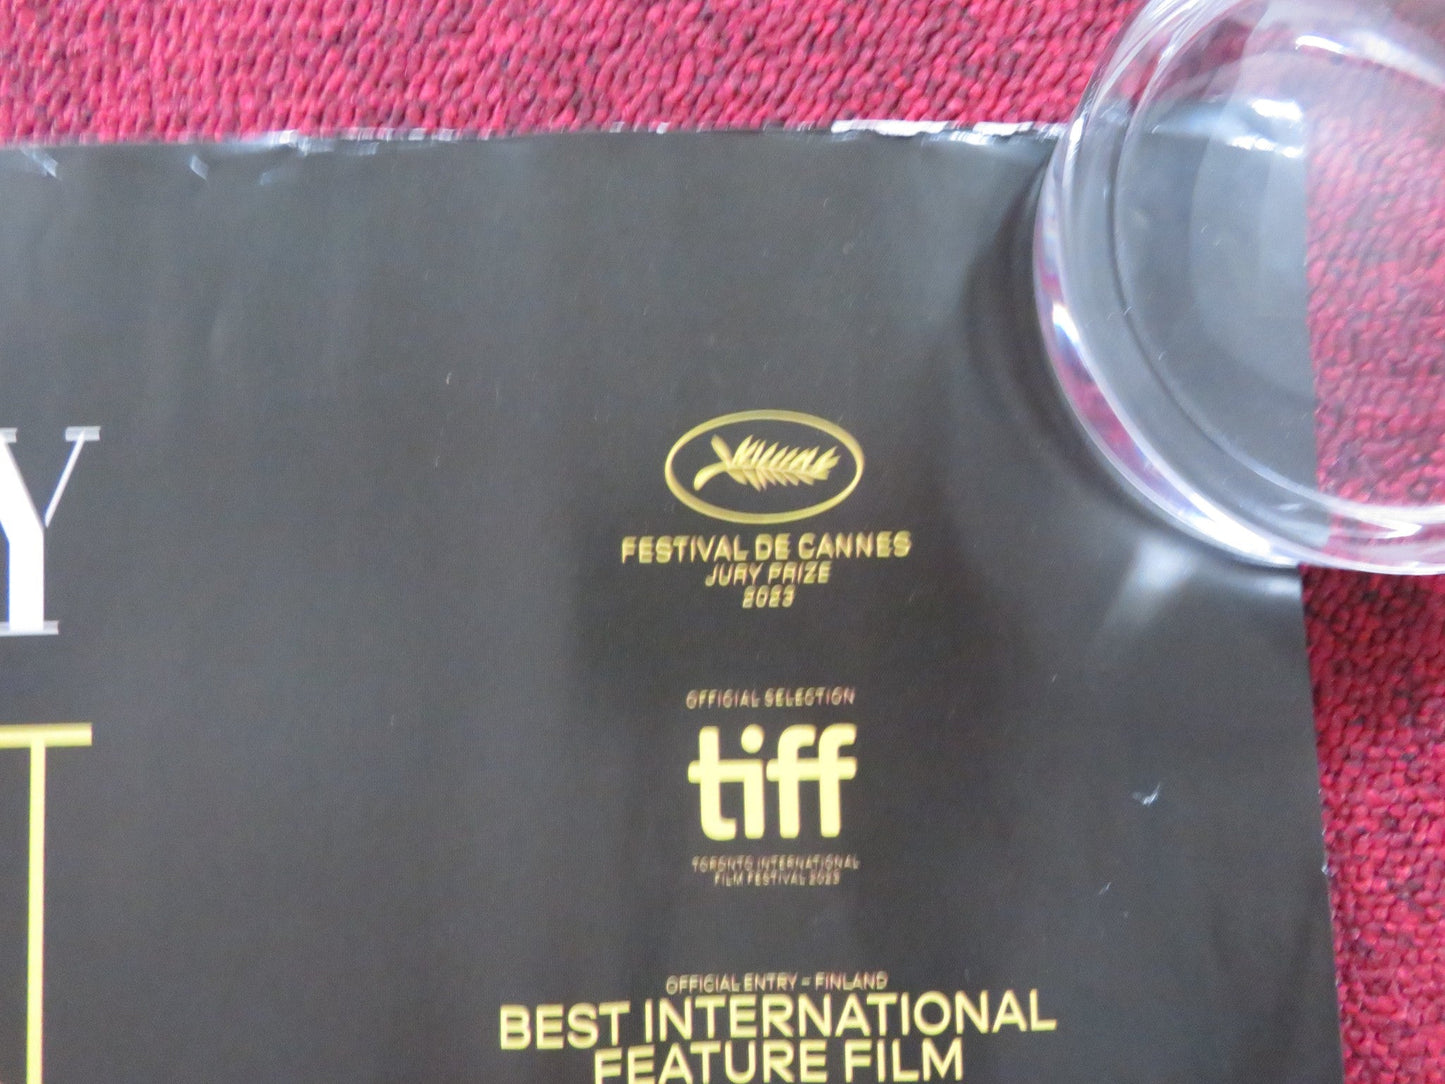 Y
T
FESTIVAL DE CANNES
JURY PRIZE
2023
OFFICIAL SELECTION
tiff
TORONTO INTERNATIONAL
FILM FESTIVAL 2023
OFFICIAL ENTRY – FINLAND
BEST INTERNATIONAL
FEATURE FILM